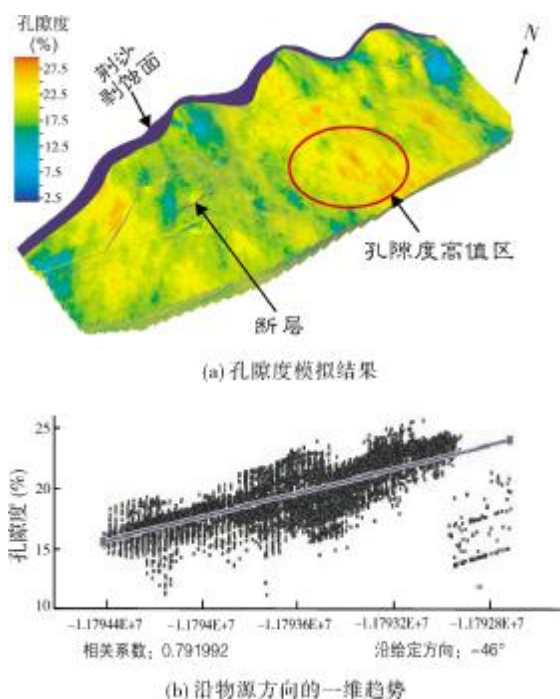 孔隙度
(%)
27.5
22.5
17.5
12.5
7.5
2.5
荆沙
剥蚀面
N
孔隙度高值区
断层
(a)孔隙度模拟结果
孔隙度 (%)
25
20
15
10
-1.17944E+7
-1.1794E+7
-1.17936E+7
-1.17932E+7
-1.17928E+7
相关系数: 0.791992
沿给定方向: -46°
(b)沿物源方向的一维趋势